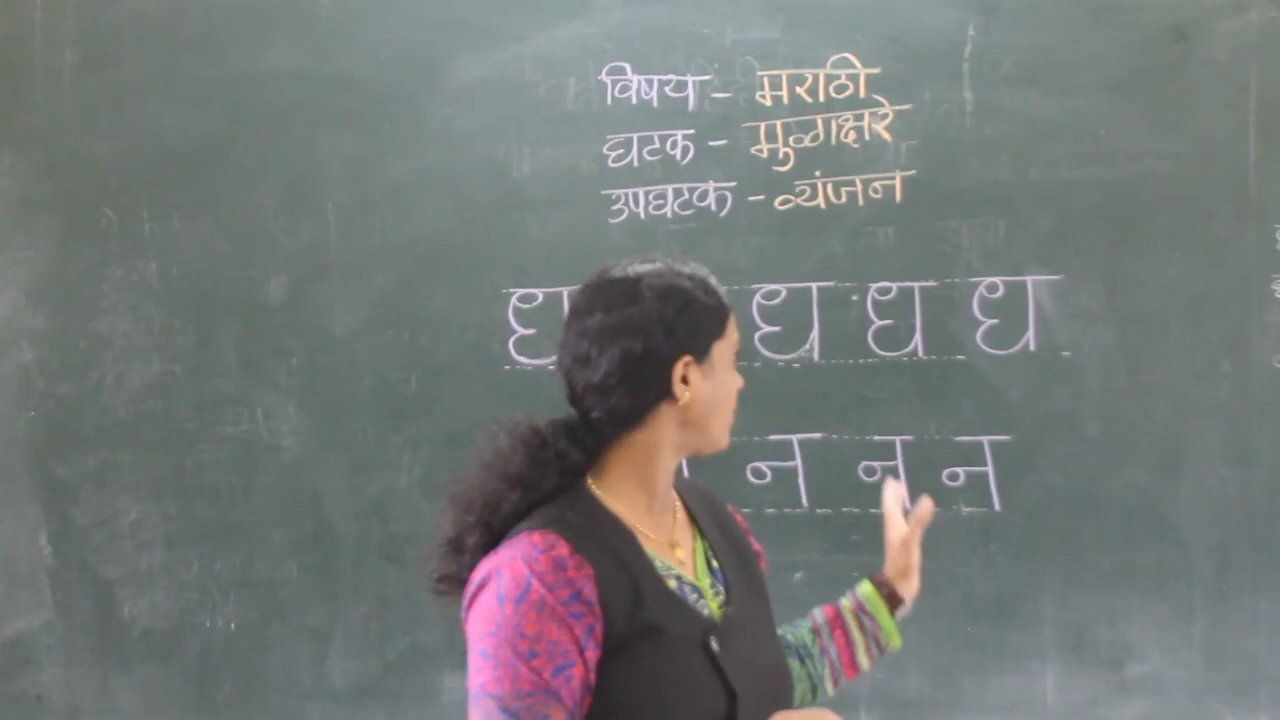 विषय - मराठी
घटक - मुळाक्षरे
उपघटक - व्यंजन
ध ध ध ध
न न न